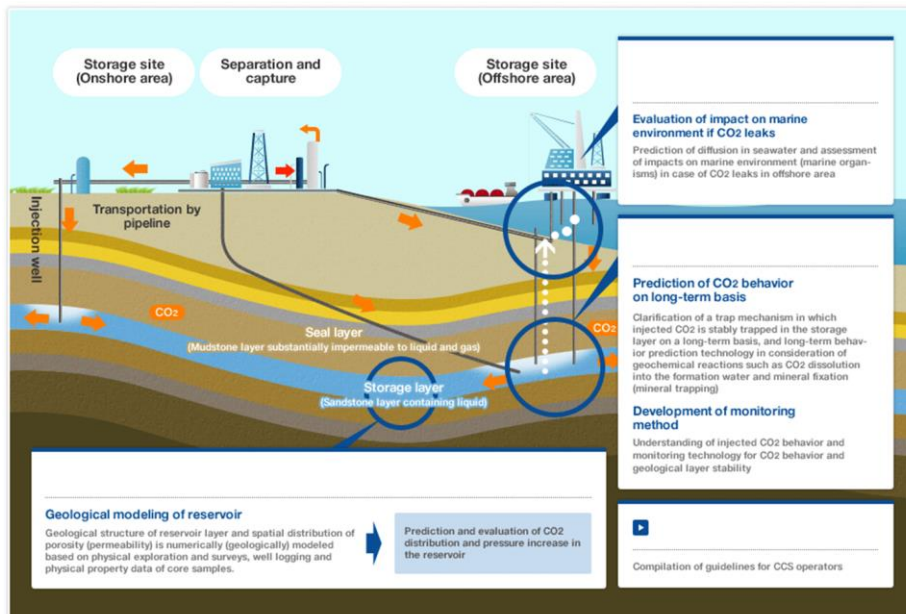 Storage site
(Onshore area)
Separation and
capture
Storage site
(Offshore area)
Injection well
Transportation by
pipeline
CO2
Seal layer
(Mudstone layer substantially impermeable to liquid and gas)
CO2
Storage layer
(Sandstone layer containing liquid)
Evaluation of impact on marine
environment if CO2 leaks
Prediction of diffusion in seawater and assessment
of impacts on marine environment (marine organ-
isms) in case of CO2 leaks in offshore area
Prediction of CO2 behavior
on long-term basis
Clarification of a trap mechanism in which
injected CO2 is stably trapped in the storage
layer on a long-term basis, and long-term behav-
ior prediction technology in consideration of
geochemical reactions such as CO2 dissolution
into the formation water and mineral fixation
(mineral trapping)
Development of monitoring
method
Understanding of injected CO2 behavior and
monitoring technology for CO2 behavior and
geological layer stability
Geological modeling of reservoir
Geological structure of reservoir layer and spatial distribution of
porosity (permeability) is numerically (geologically) modeled
based on physical exploration and surveys, well logging and
physical property data of core samples.
Prediction and evaluation of CO2
distribution and pressure increase in
the reservoir
Compilation of guidelines for CCS operators